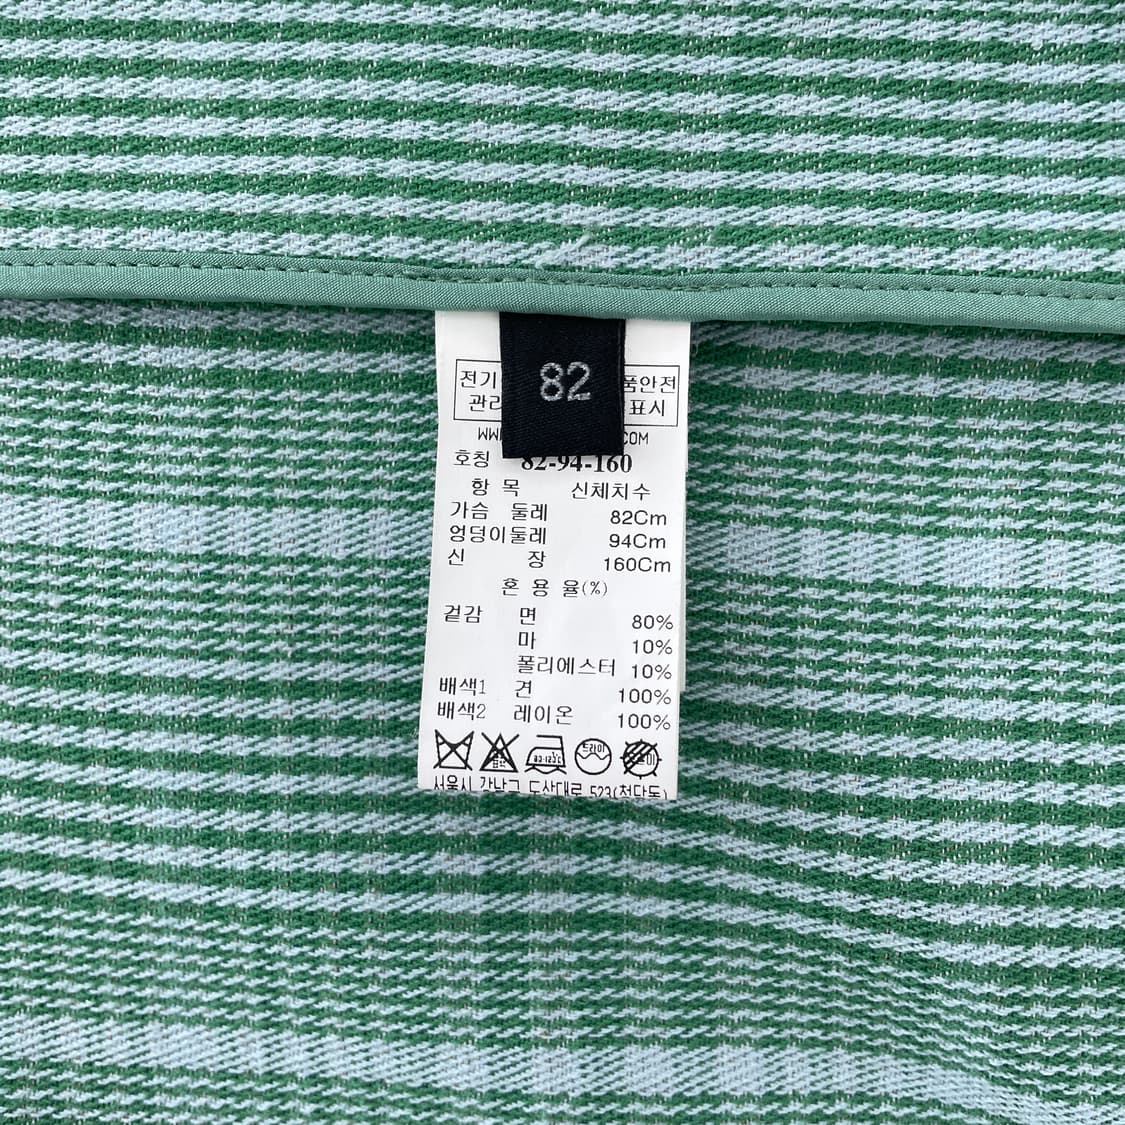 82
전기 품안전
관리 표시
WW COM
호칭 82-94-160
항 목 신체치수
가슴 둘레 82Cm
엉덩이둘레 94Cm
신 장 160Cm
혼 용 율(%)
겉감 면 80%
마 10%
폴리에스터 10%
배색1 견 100%
배색2 레이온 100%
드라이
서울시 강남구 도산대로 523(청담동)